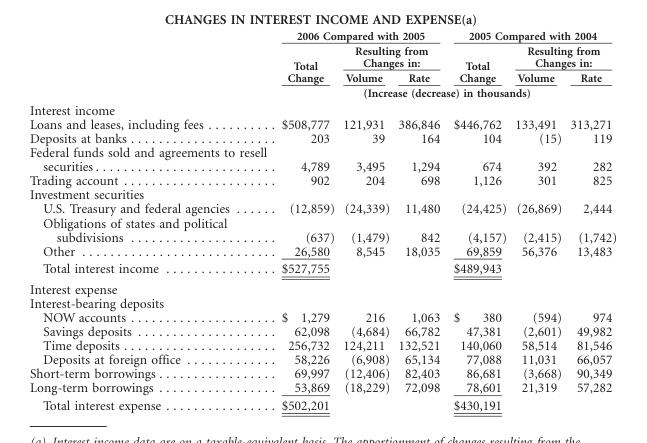 CHANGES IN INTEREST INCOME AND EXPENSE(a)
2006 Compared with 2005 2005 Compared with 2004
Resulting from Resulting from
Total Changes in: Total Changes in:
Change Volume Rate Change Volume Rate
(Increase (decrease) in thousands)
Interest income
Loans and leases, including fees . . . . . . . . . . $508,777 121,931 386,846 $446,762 133,491 313,271
Deposits at banks . . . . . . . . . . . . . . . . . . . . . 203 39 164 104 (15) 119
Federal funds sold and agreements to resell
securities . . . . . . . . . . . . . . . . . . . . . . . . . . 4,789 3,495 1,294 674 392 282
Trading account . . . . . . . . . . . . . . . . . . . . . . 902 204 698 1,126 301 825
Investment securities
U.S. Treasury and federal agencies . . . . . . (12,859) (24,339) 11,480 (24,425) (26,869) 2,444
Obligations of states and political
subdivisions . . . . . . . . . . . . . . . . . . . . . (637) (1,479) 842 (4,157) (2,415) (1,742)
Other . . . . . . . . . . . . . . . . . . . . . . . . . . . . 26,580 8,545 18,035 69,859 56,376 13,483
Total interest income . . . . . . . . . . . . . . . . $527,755 $489,943
Interest expense
Interest-bearing deposits
NOW accounts . . . . . . . . . . . . . . . . . . . . . $ 1,279 216 1,063 $ 380 (594) 974
Savings deposits . . . . . . . . . . . . . . . . . . . 62,098 (4,684) 66,782 47,381 (2,601) 49,982
Time deposits . . . . . . . . . . . . . . . . . . . . . 256,732 124,211 132,521 140,060 58,514 81,546
Deposits at foreign office . . . . . . . . . . . . . 58,226 (6,908) 65,134 77,088 11,031 66,057
Short-term borrowings . . . . . . . . . . . . . . . . . 69,997 (12,406) 82,403 86,681 (3,668) 90,349
Long-term borrowings . . . . . . . . . . . . . . . . . 53,869 (18,229) 72,098 78,601 21,319 57,282
Total interest expense . . . . . . . . . . . . . . . . $502,201 $430,191
(a) Interest income data are on a taxable-equivalent basis. The apportionment of changes resulting from the